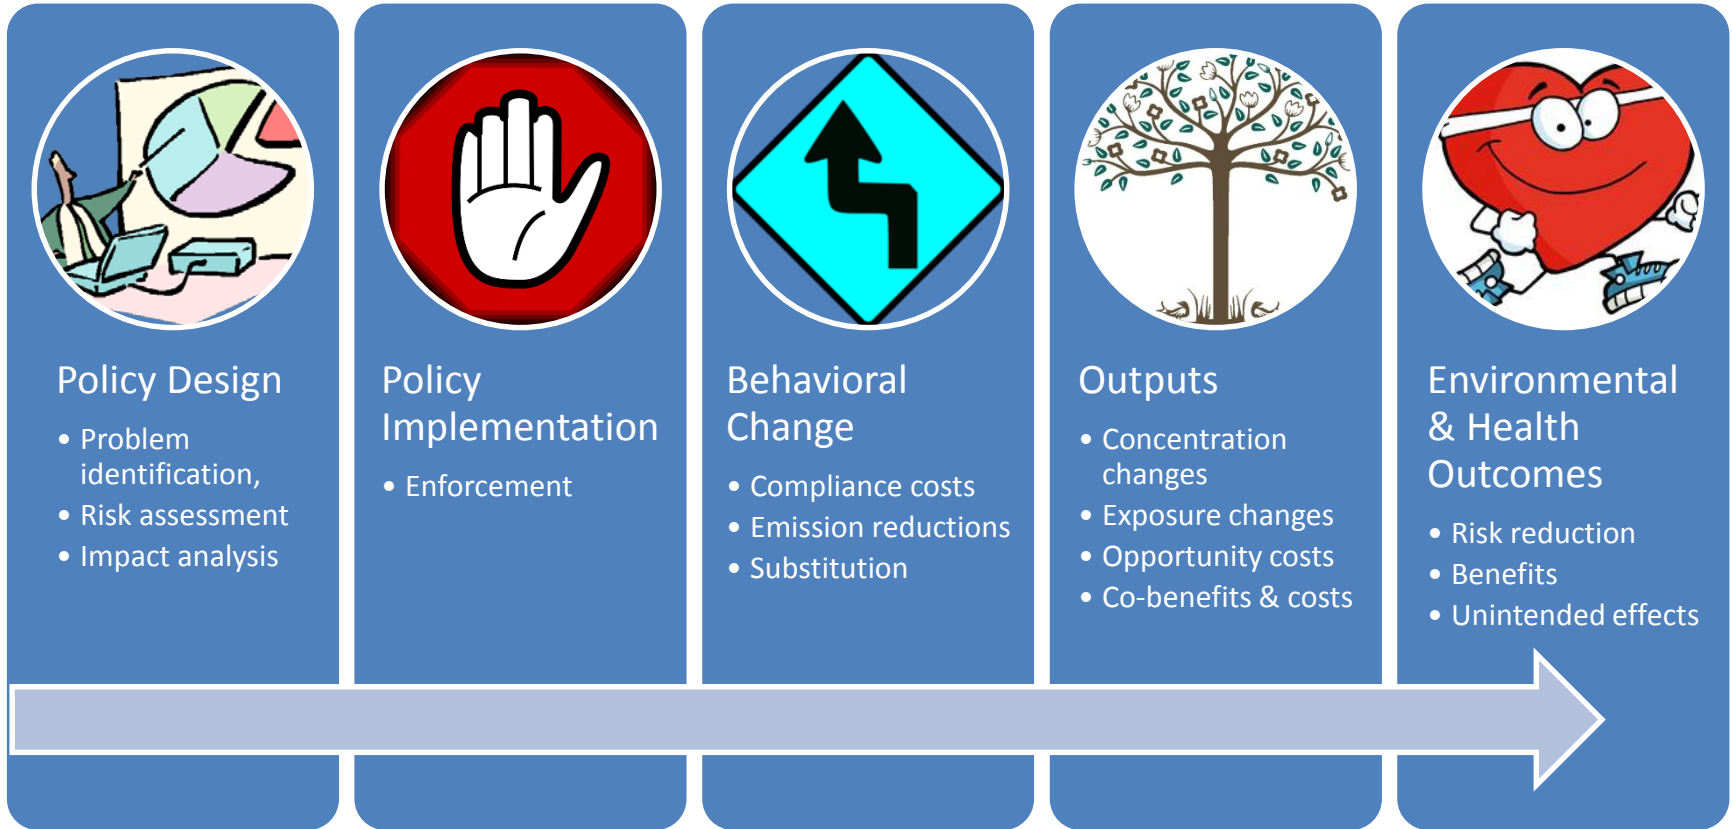 Policy Design
• Problem
identification,
• Risk assessment
• Impact analysis
Policy
Implementation
• Enforcement
Behavioral
Change
• Compliance costs
• Emission reductions
• Substitution
Outputs
• Concentration
changes
• Exposure changes
• Opportunity costs
• Co-benefits & costs
Environmental
& Health
Outcomes
• Risk reduction
• Benefits
• Unintended effects